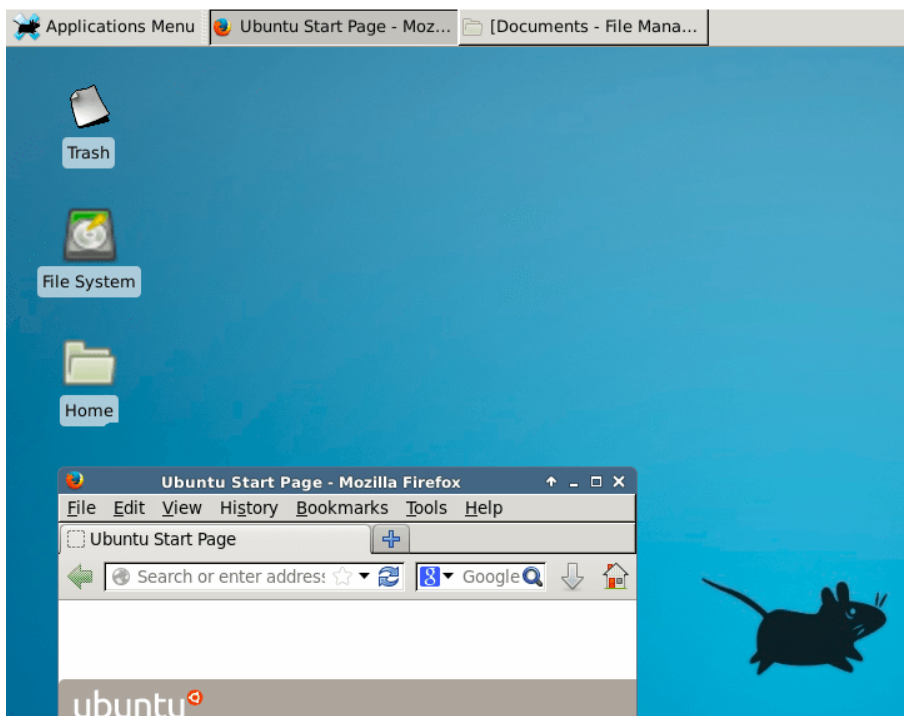 Applications Menu Ubuntu Start Page - Moz... [Documents - File Mana...
Trash
File System
Home
Ubuntu Start Page - Mozilla Firefox
File Edit View History Bookmarks Tools Help
Ubuntu Start Page
Search or enter addres 8 Google
ubuntu